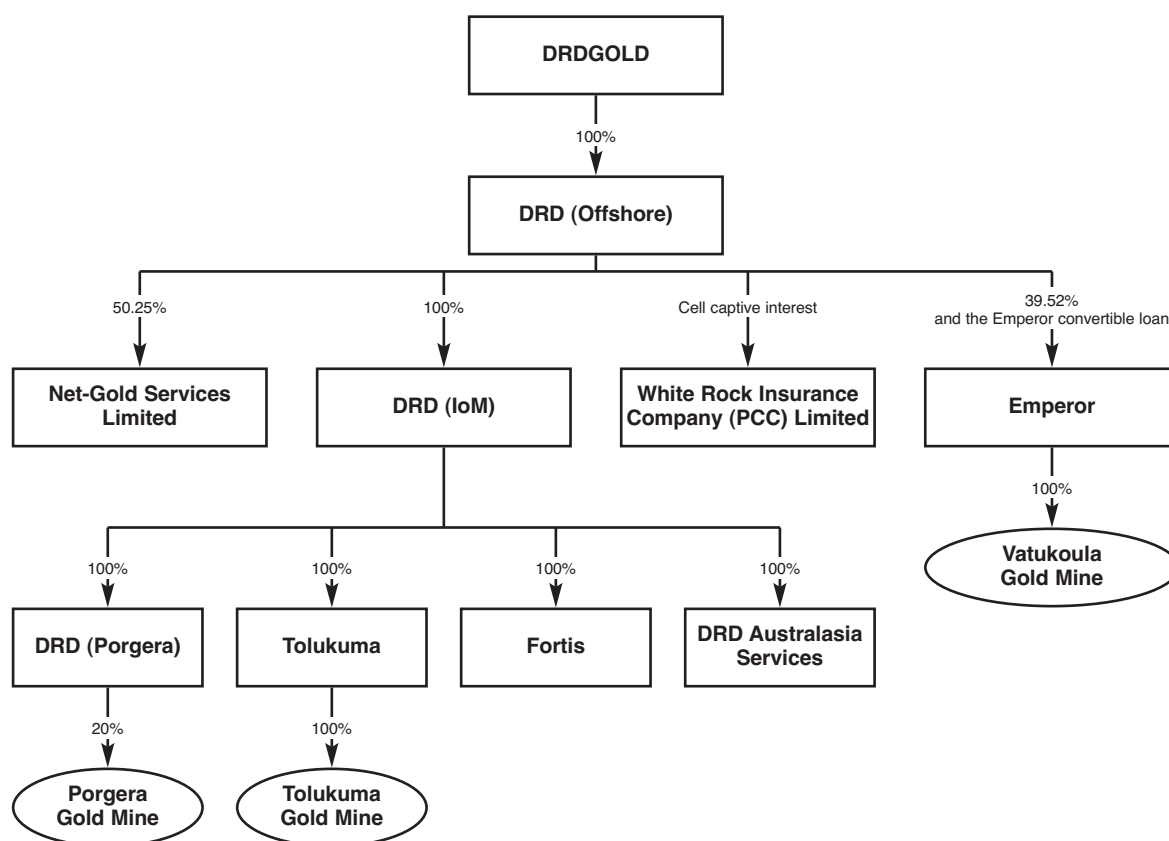 DRDGOLD
100%
DRD (Offshore)
50.25%
100%
Cell captive interest
39.52%
and the Emperor convertible loan
Net-Gold Services
Limited
DRD (IoM)
White Rock Insurance
Company (PCC) Limited
Emperor
100%
Vatukoula
Gold Mine
100%
100%
100%
100%
DRD (Porgera)
Tolukuma
Fortis
DRD Australasia
Services
20%
100%
Porgera
Gold Mine
Tolukuma
Gold Mine